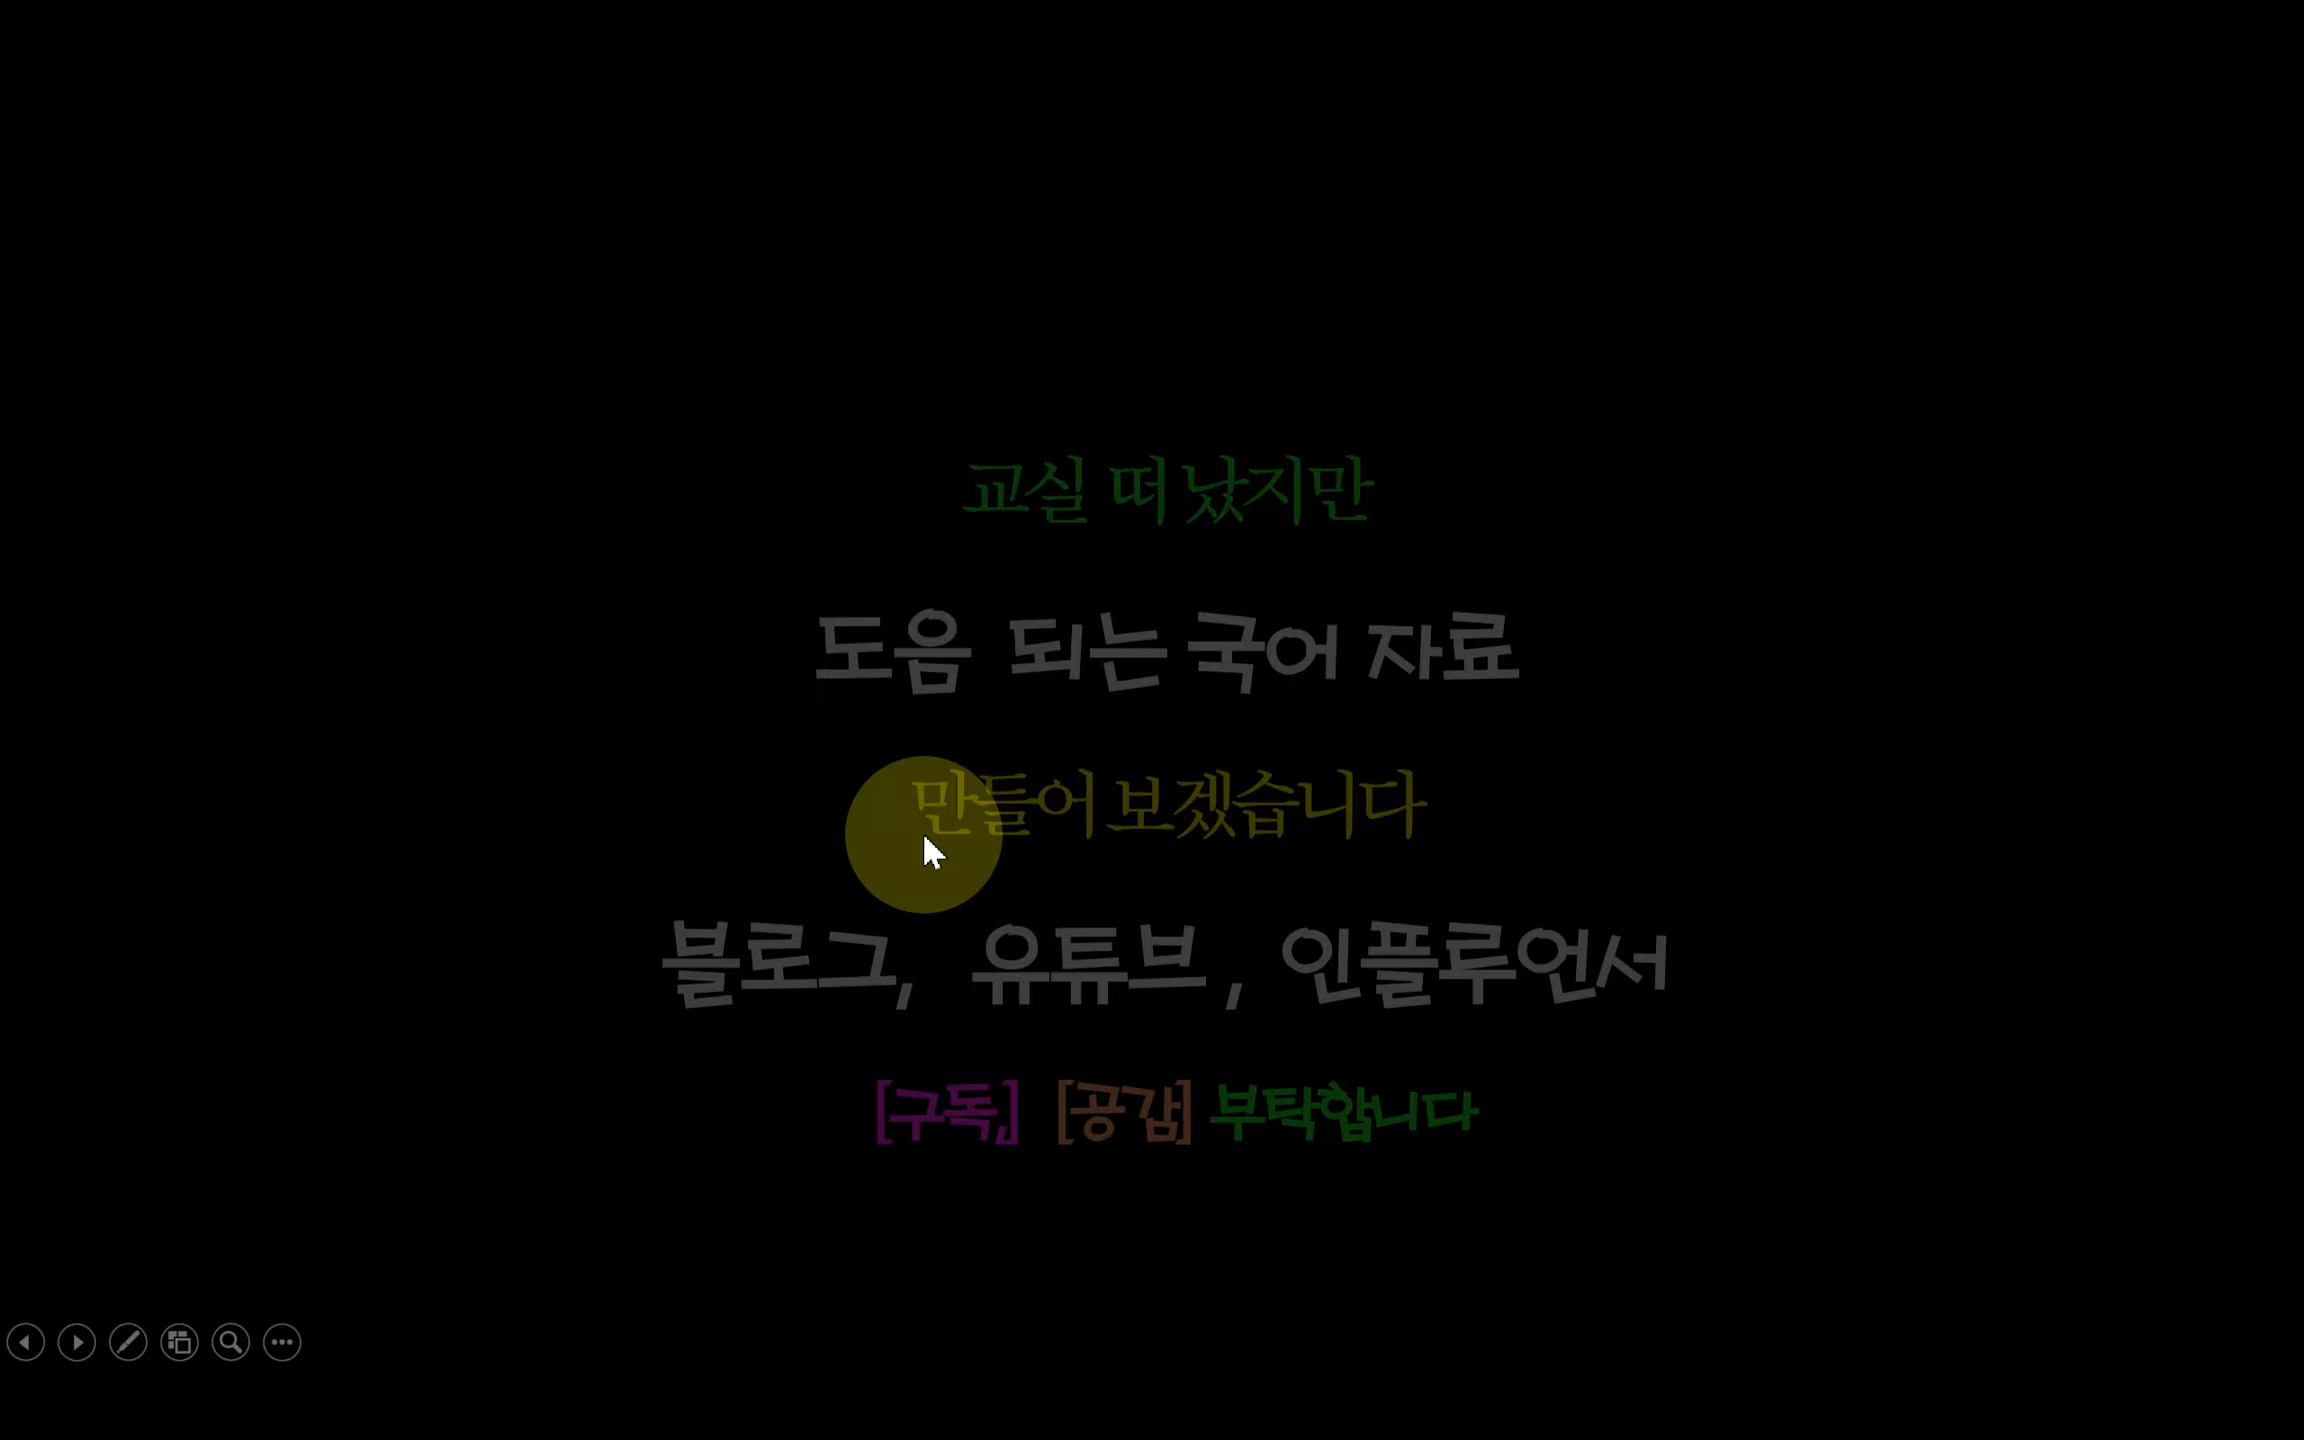 교실 떠났지만
도움 되는 국어 자료
만들어 보겠습니다
블로그, 유튜브, 인플루언서
[구독,] [공감] 부탁합니다